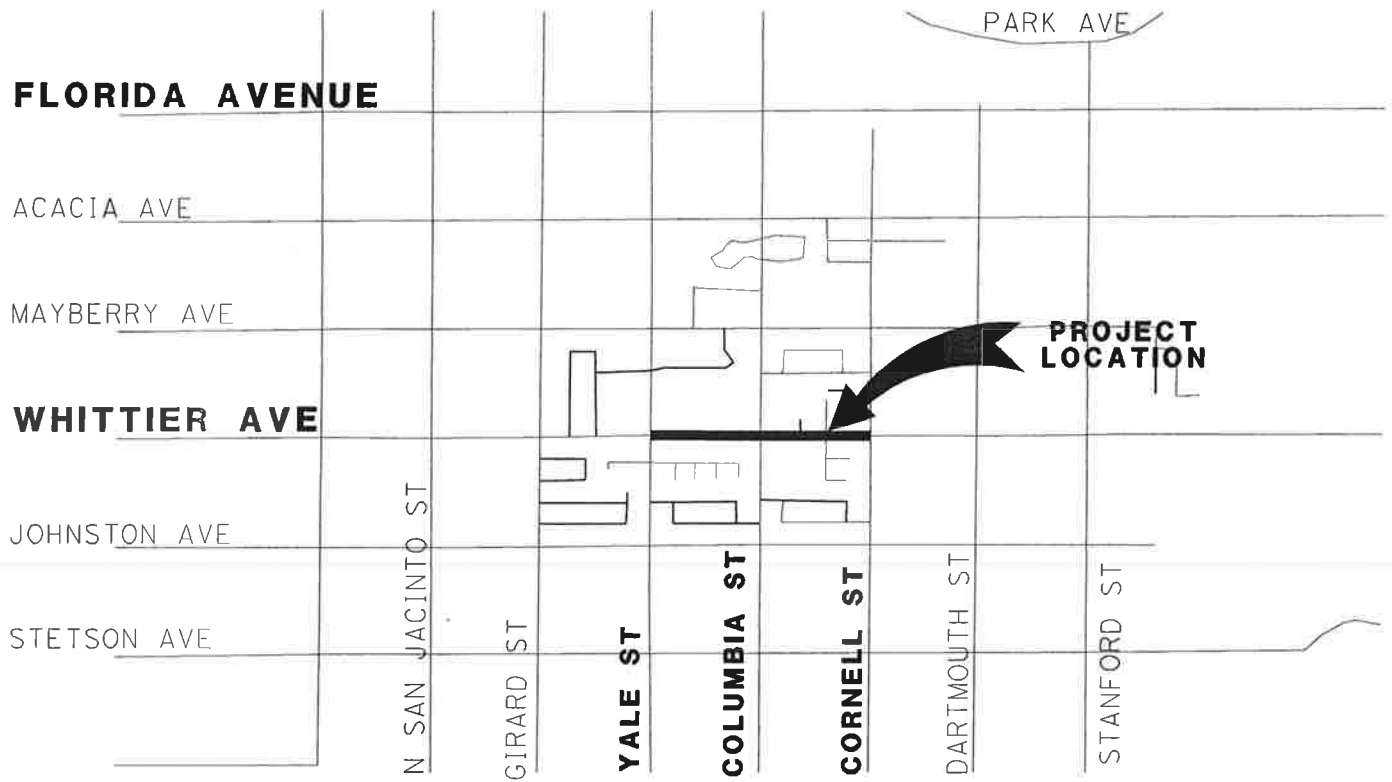 PARK AVE
FLORIDA AVENUE
ACACIA AVE
MAYBERRY AVE
PROJECT
LOCATION
WHITTIER AVE
JOHNSTON AVE
STETSON AVE
N SAN JACINTO ST
GIRARD ST
YALE ST
COLUMBIA ST
CORNELL ST
DARTMOUTH ST
STANFORD ST